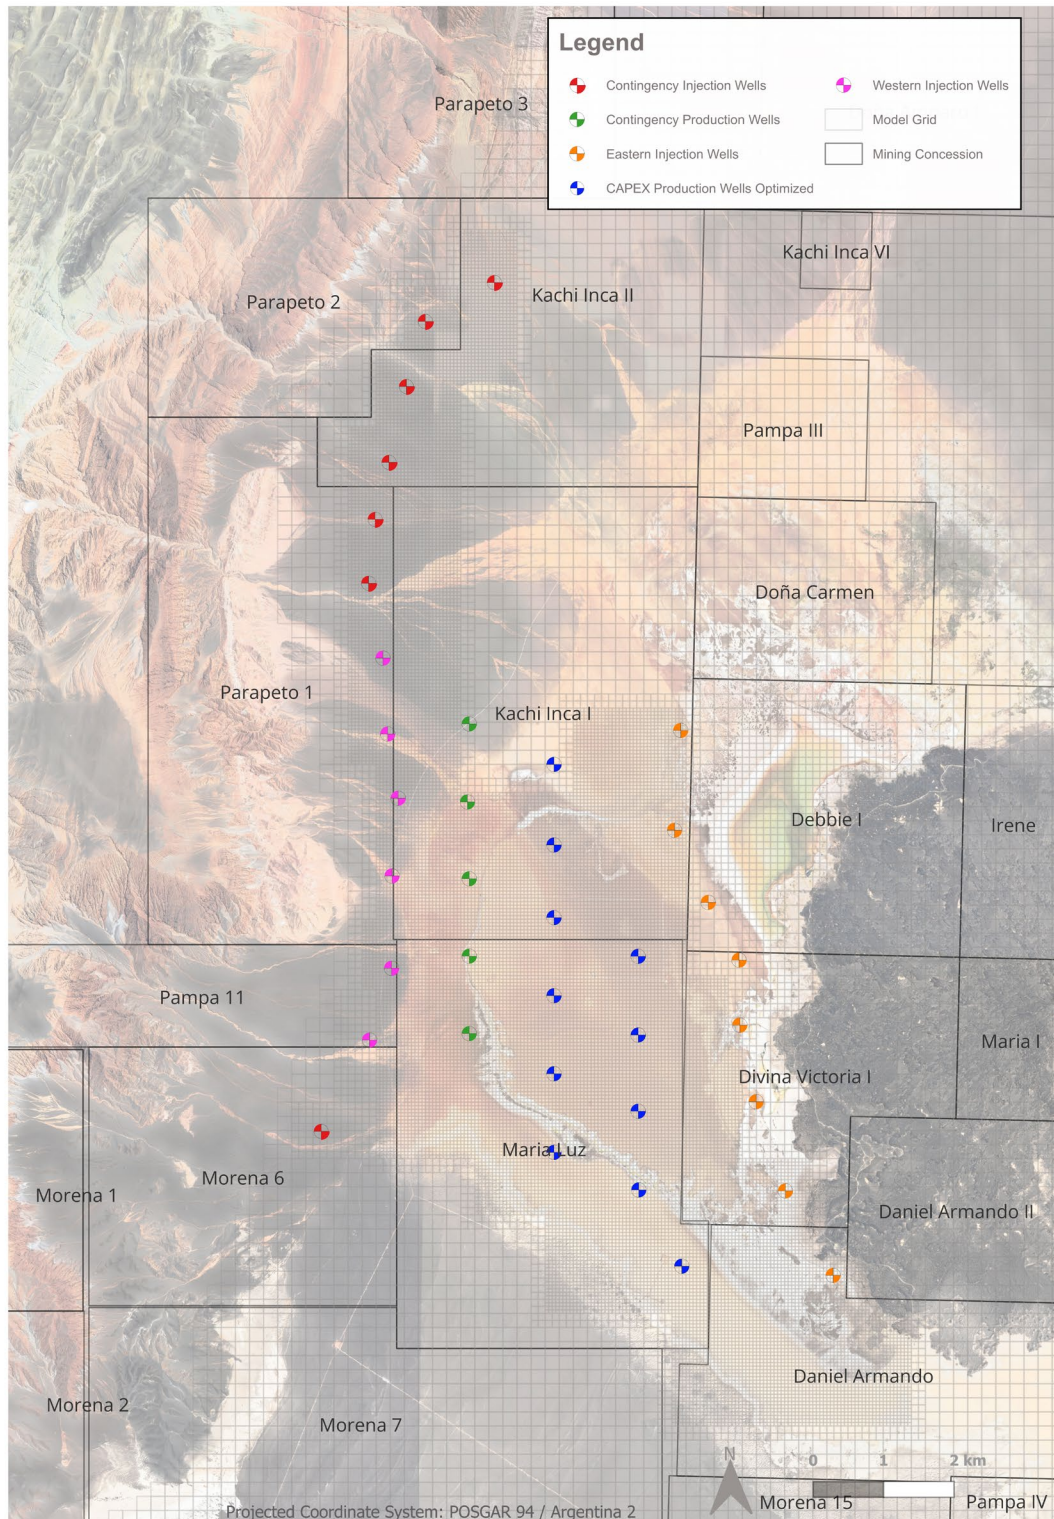 Legend
Contingency Injection Wells
Western Injection Wells
Contingency Production Wells
Model Grid
Eastern Injection Wells
Mining Concession
CAPEX Production Wells Optimized
Parapeto 3
Kachi Inca VI
Parapeto 2
Kachi Inca II
Pampa III
Doña Carmen
Parapeto 1
Kachi Inca I
Debbie I
Irene
Pampa 11
Maria I
Divina Victoria I
Maria Luz
Morena 6
Morena 1
Daniel Armando II
Daniel Armando
Morena 2
Morena 7
N
0 1 2 km
Morena 15
Pampa IV
Projected Coordinate System: POSGAR 94 / Argentina 2